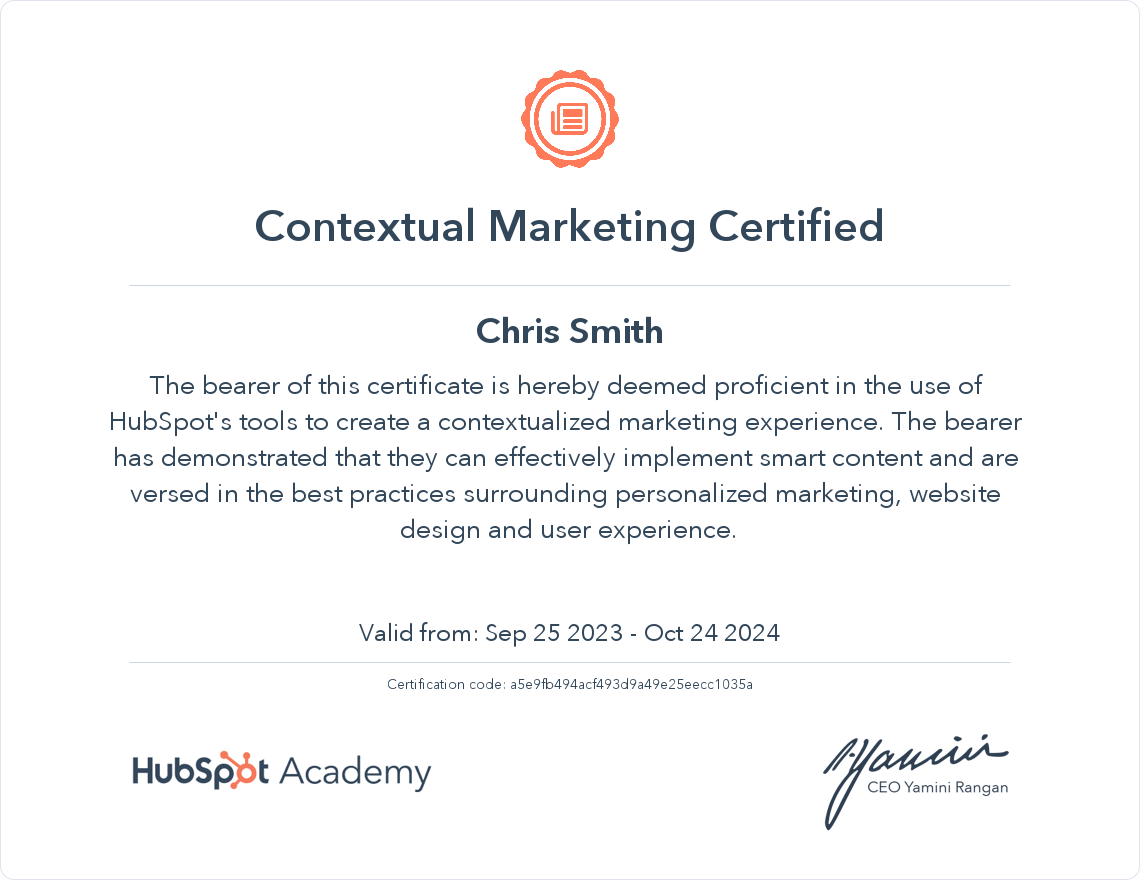 Contextual Marketing Certified
Chris Smith
The bearer of this certificate is hereby deemed proficient in the use of
HubSpot's tools to create a contextualized marketing experience. The bearer
has demonstrated that they can effectively implement smart content and are
versed in the best practices surrounding personalized marketing, website
design and user experience.
Valid from: Sep 25 2023 - Oct 24 2024
Certification code: a5e9fb494acf493d9a49e25eecc1035a
HubSpot Academy
CEO Yamini Rangan